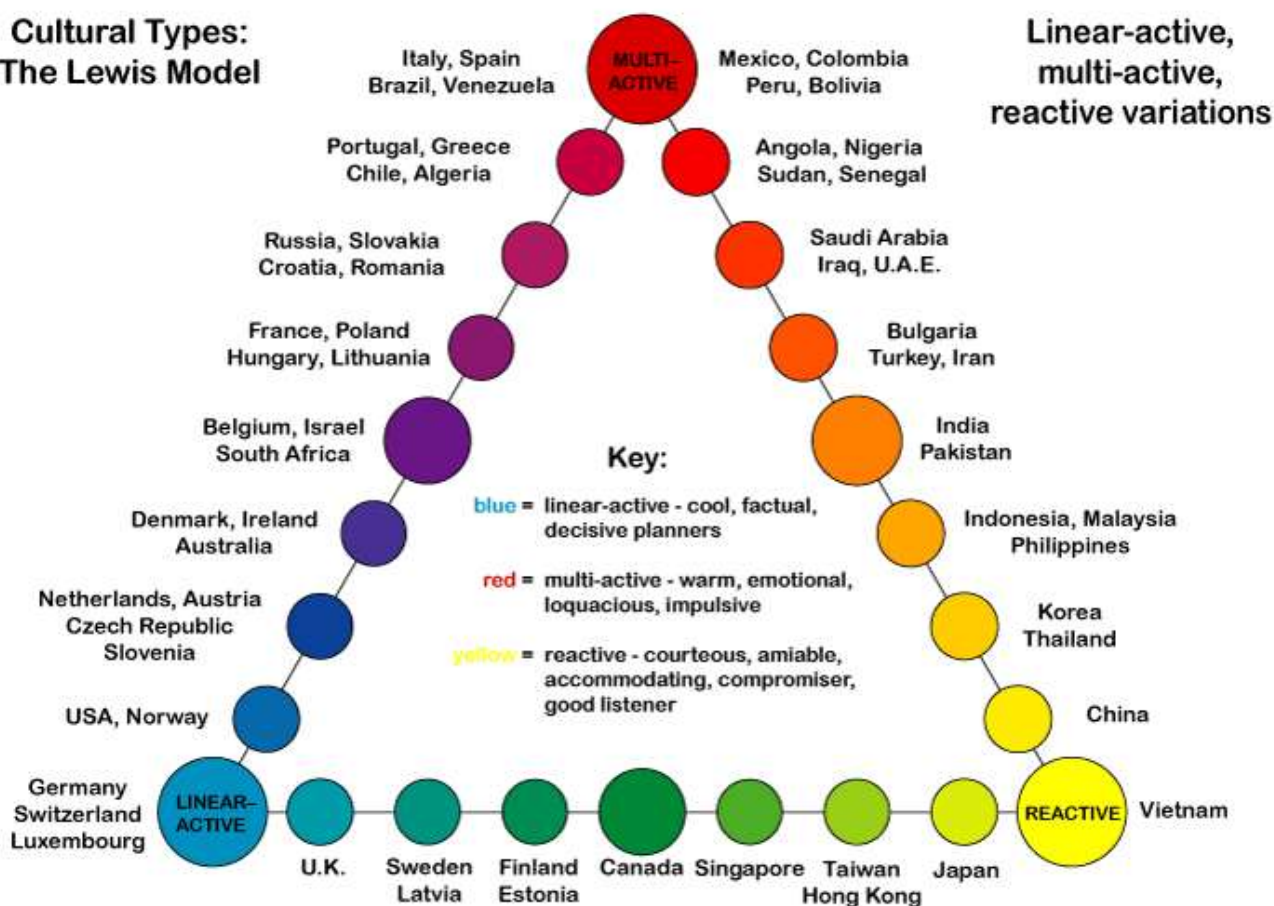 Cultural Types:
The Lewis Model
Linear-active,
multi-active,
reactive variations
MULTI-
ACTIVE
Italy, Spain
Brazil, Venezuela
Mexico, Colombia
Peru, Bolivia
Portugal, Greece
Chile, Algeria
Angola, Nigeria
Sudan, Senegal
Russia, Slovakia
Croatia, Romania
Saudi Arabia
Iraq, U.A.E.
France, Poland
Hungary, Lithuania
Bulgaria
Turkey, Iran
Belgium, Israel
South Africa
India
Pakistan
Denmark, Ireland
Australia
Indonesia, Malaysia
Philippines
Netherlands, Austria
Czech Republic
Slovenia
Korea
Thailand
USA, Norway
China
Key:
blue = linear-active - cool, factual,
decisive planners
red = multi-active - warm, emotional,
loquacious, impulsive
yellow = reactive - courteous, amiable,
accommodating, compromiser,
good listener
Germany
Switzerland
Luxembourg
LINEAR-
ACTIVE
U.K.
Sweden
Latvia
Finland
Estonia
Canada
Singapore
Taiwan
Hong Kong
Japan
REACTIVE
Vietnam